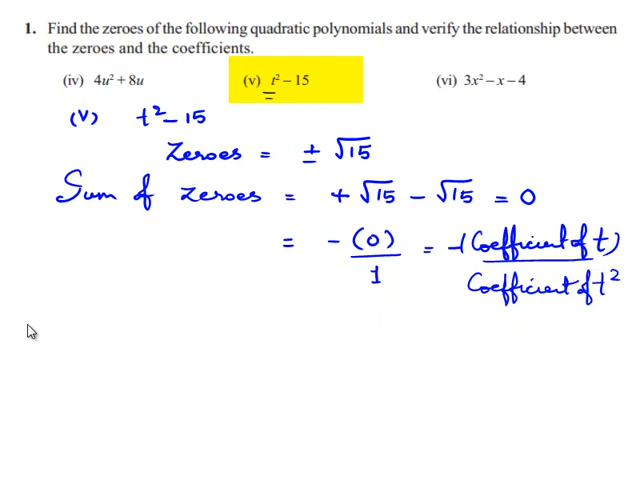 1. Find the zeroes of the following quadratic polynomials and verify the relationship between
the zeroes and the coefficients.
(iv) 4u² + 8u (v) t² – 15 (vi) 3x² – x – 4
(V) t² – 15
Zeroes = ± √15
Sum of zeroes = + √15 – √15 = 0
= – (0)/1 = –(Coefficient of t)/Coefficient of t²